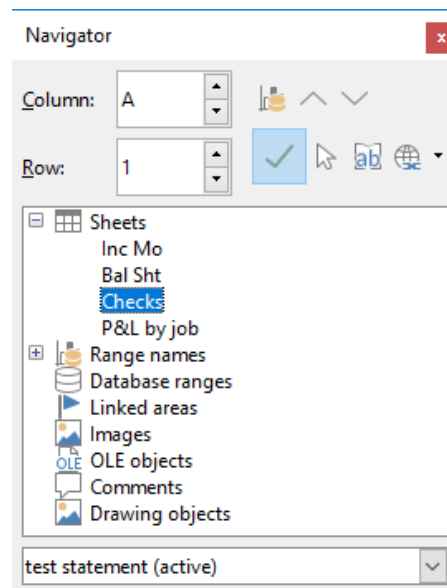 Navigator
x
Column: A
Row: 1
ab
Sheets
Inc Mo
Bal Sht
Checks
P&L by job
Range names
Database ranges
Linked areas
Images
OLE OLE objects
Comments
Drawing objects
test statement (active)